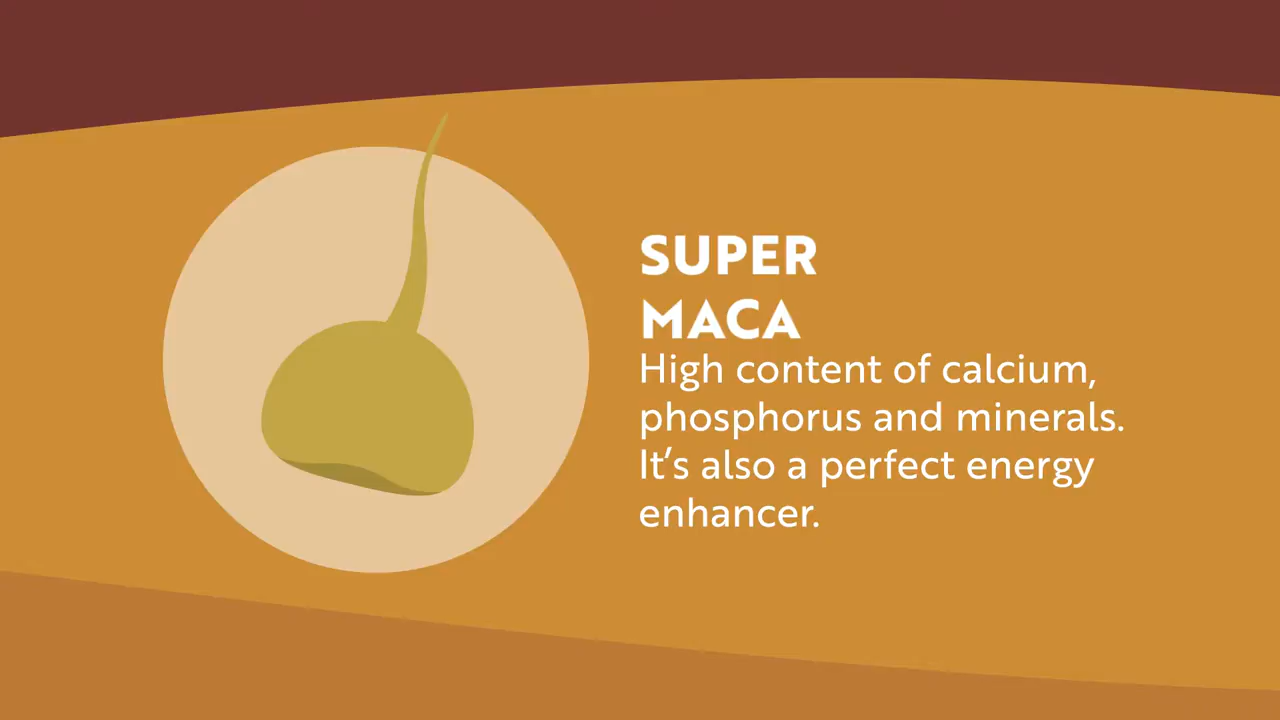 SUPER
MACA
High content of calcium,
phosphorus and minerals.
It's also a perfect energy
enhancer.